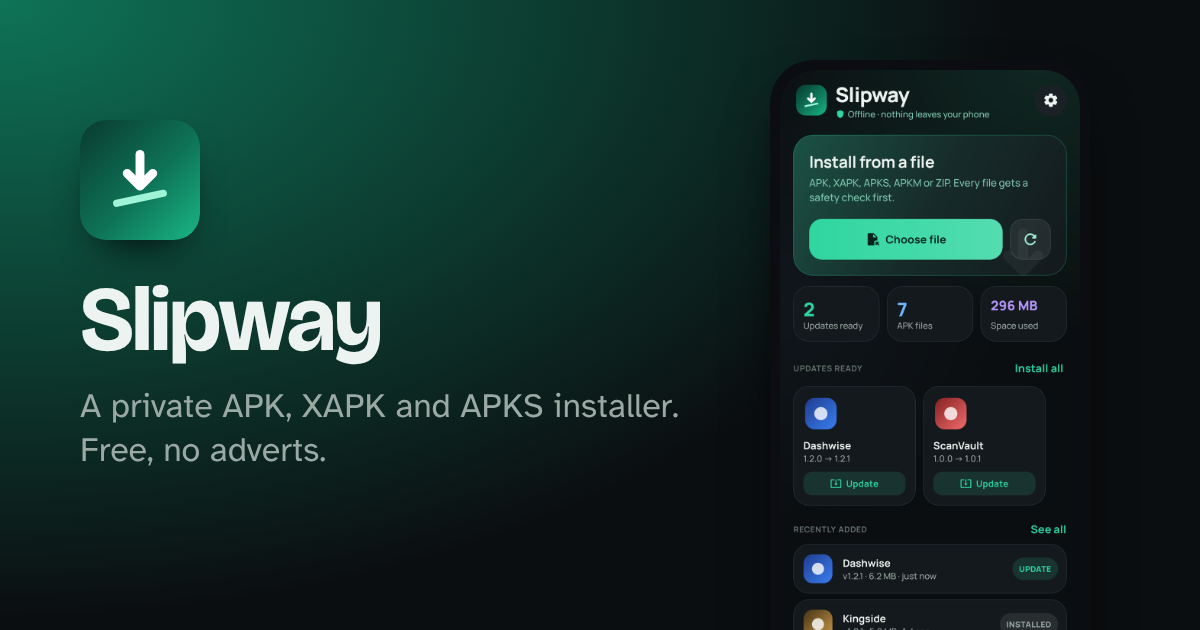 Slipway
A private APK, XAPK and APKS installer.
Free, no adverts.
Slipway
Offline · nothing leaves your phone
Install from a file
APK, XAPK, APKS, APKM or ZIP. Every file gets a
safety check first.
Choose file
2
Updates ready
7
APK files
296 MB
Space used
UPDATES READY
Install all
Dashwise
1.2.0 → 1.2.1
Update
ScanVault
1.0.0 → 1.0.1
Update
RECENTLY ADDED
See all
Dashwise
v1.2.1 · 6.2 MB · just now
UPDATE
Kingside
INSTALLED